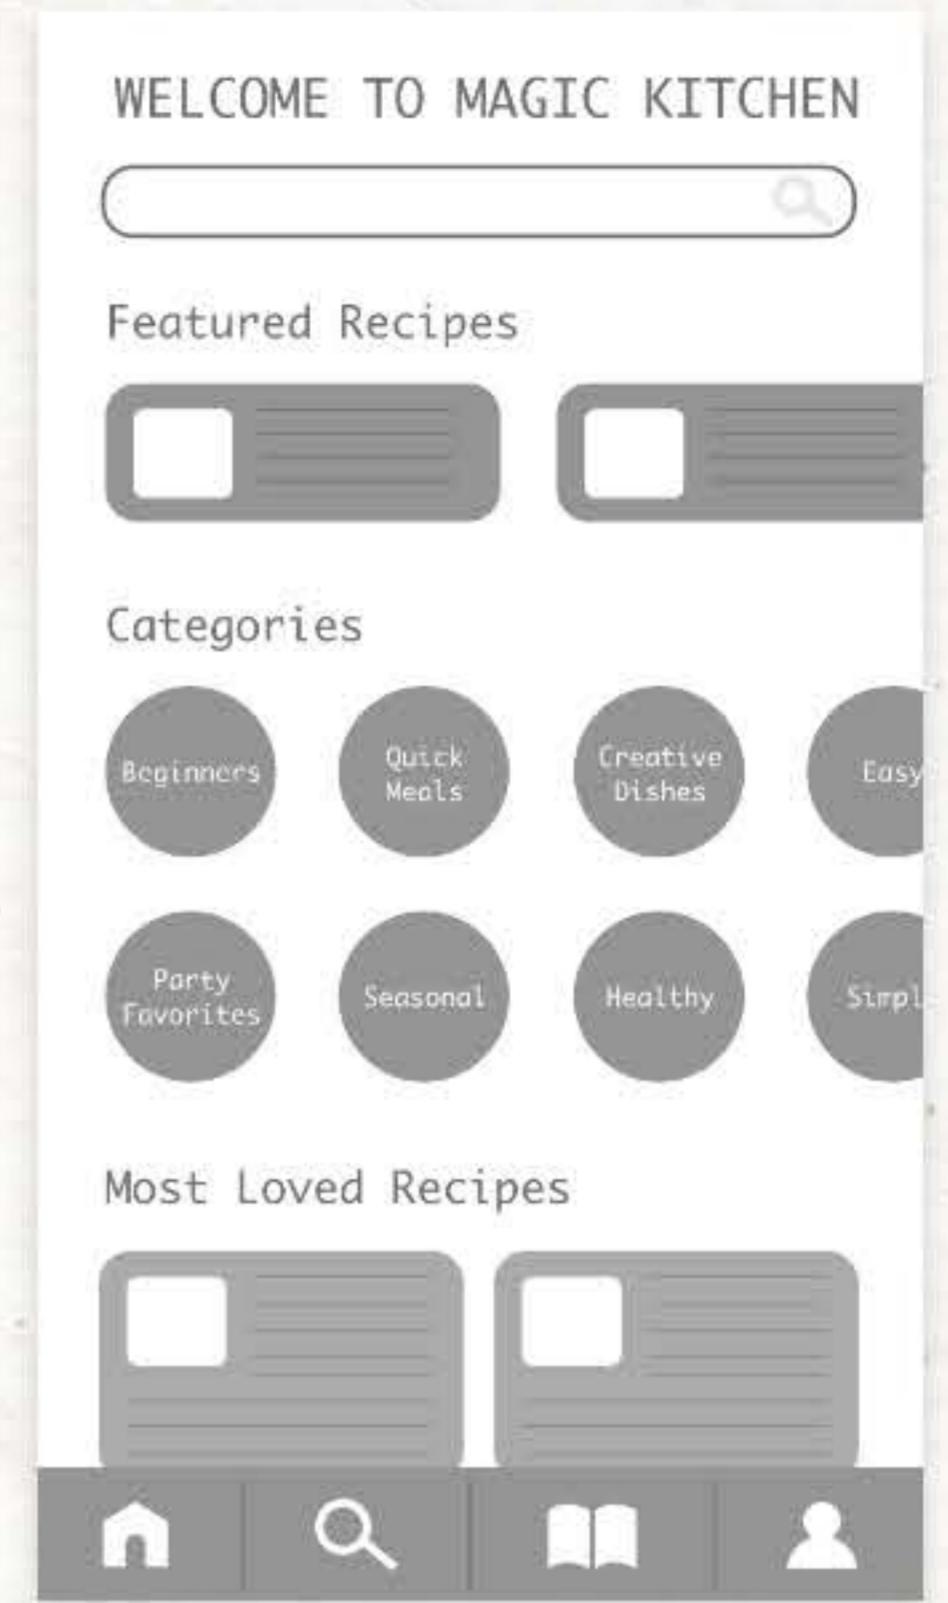 WELCOME TO MAGIC KITCHEN
Featured Recipes
Categories
Beginners
Quick
Meals
Creative
Dishes
Easy
Party
Favorites
Seasonal
Healthy
Simpl
Most Loved Recipes